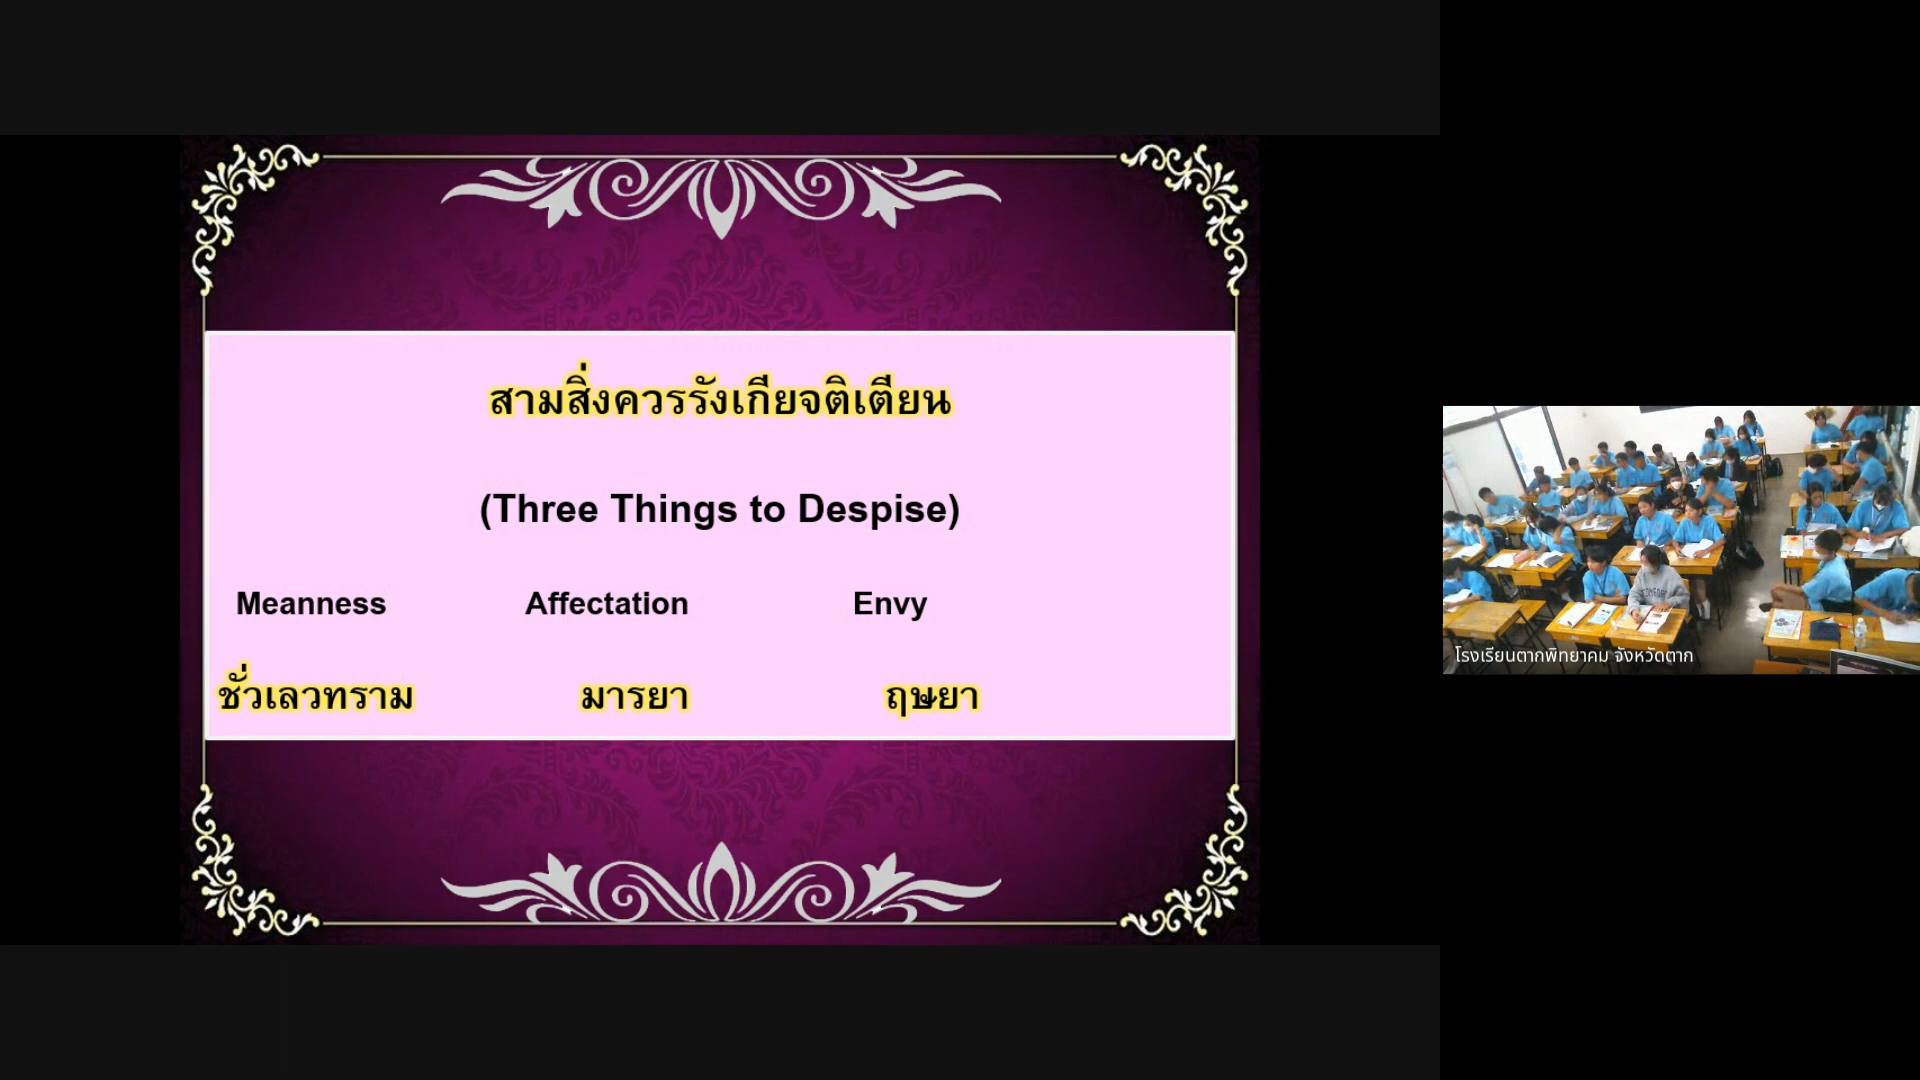 สามสิ่งควรรังเกียจติเตียน
(Three Things to Despise)
Meanness Affectation Envy
ชั่วเลวทราม มารยา ฤษยา
โรงเรียนตากพิทยาคม จังหวัดตาก